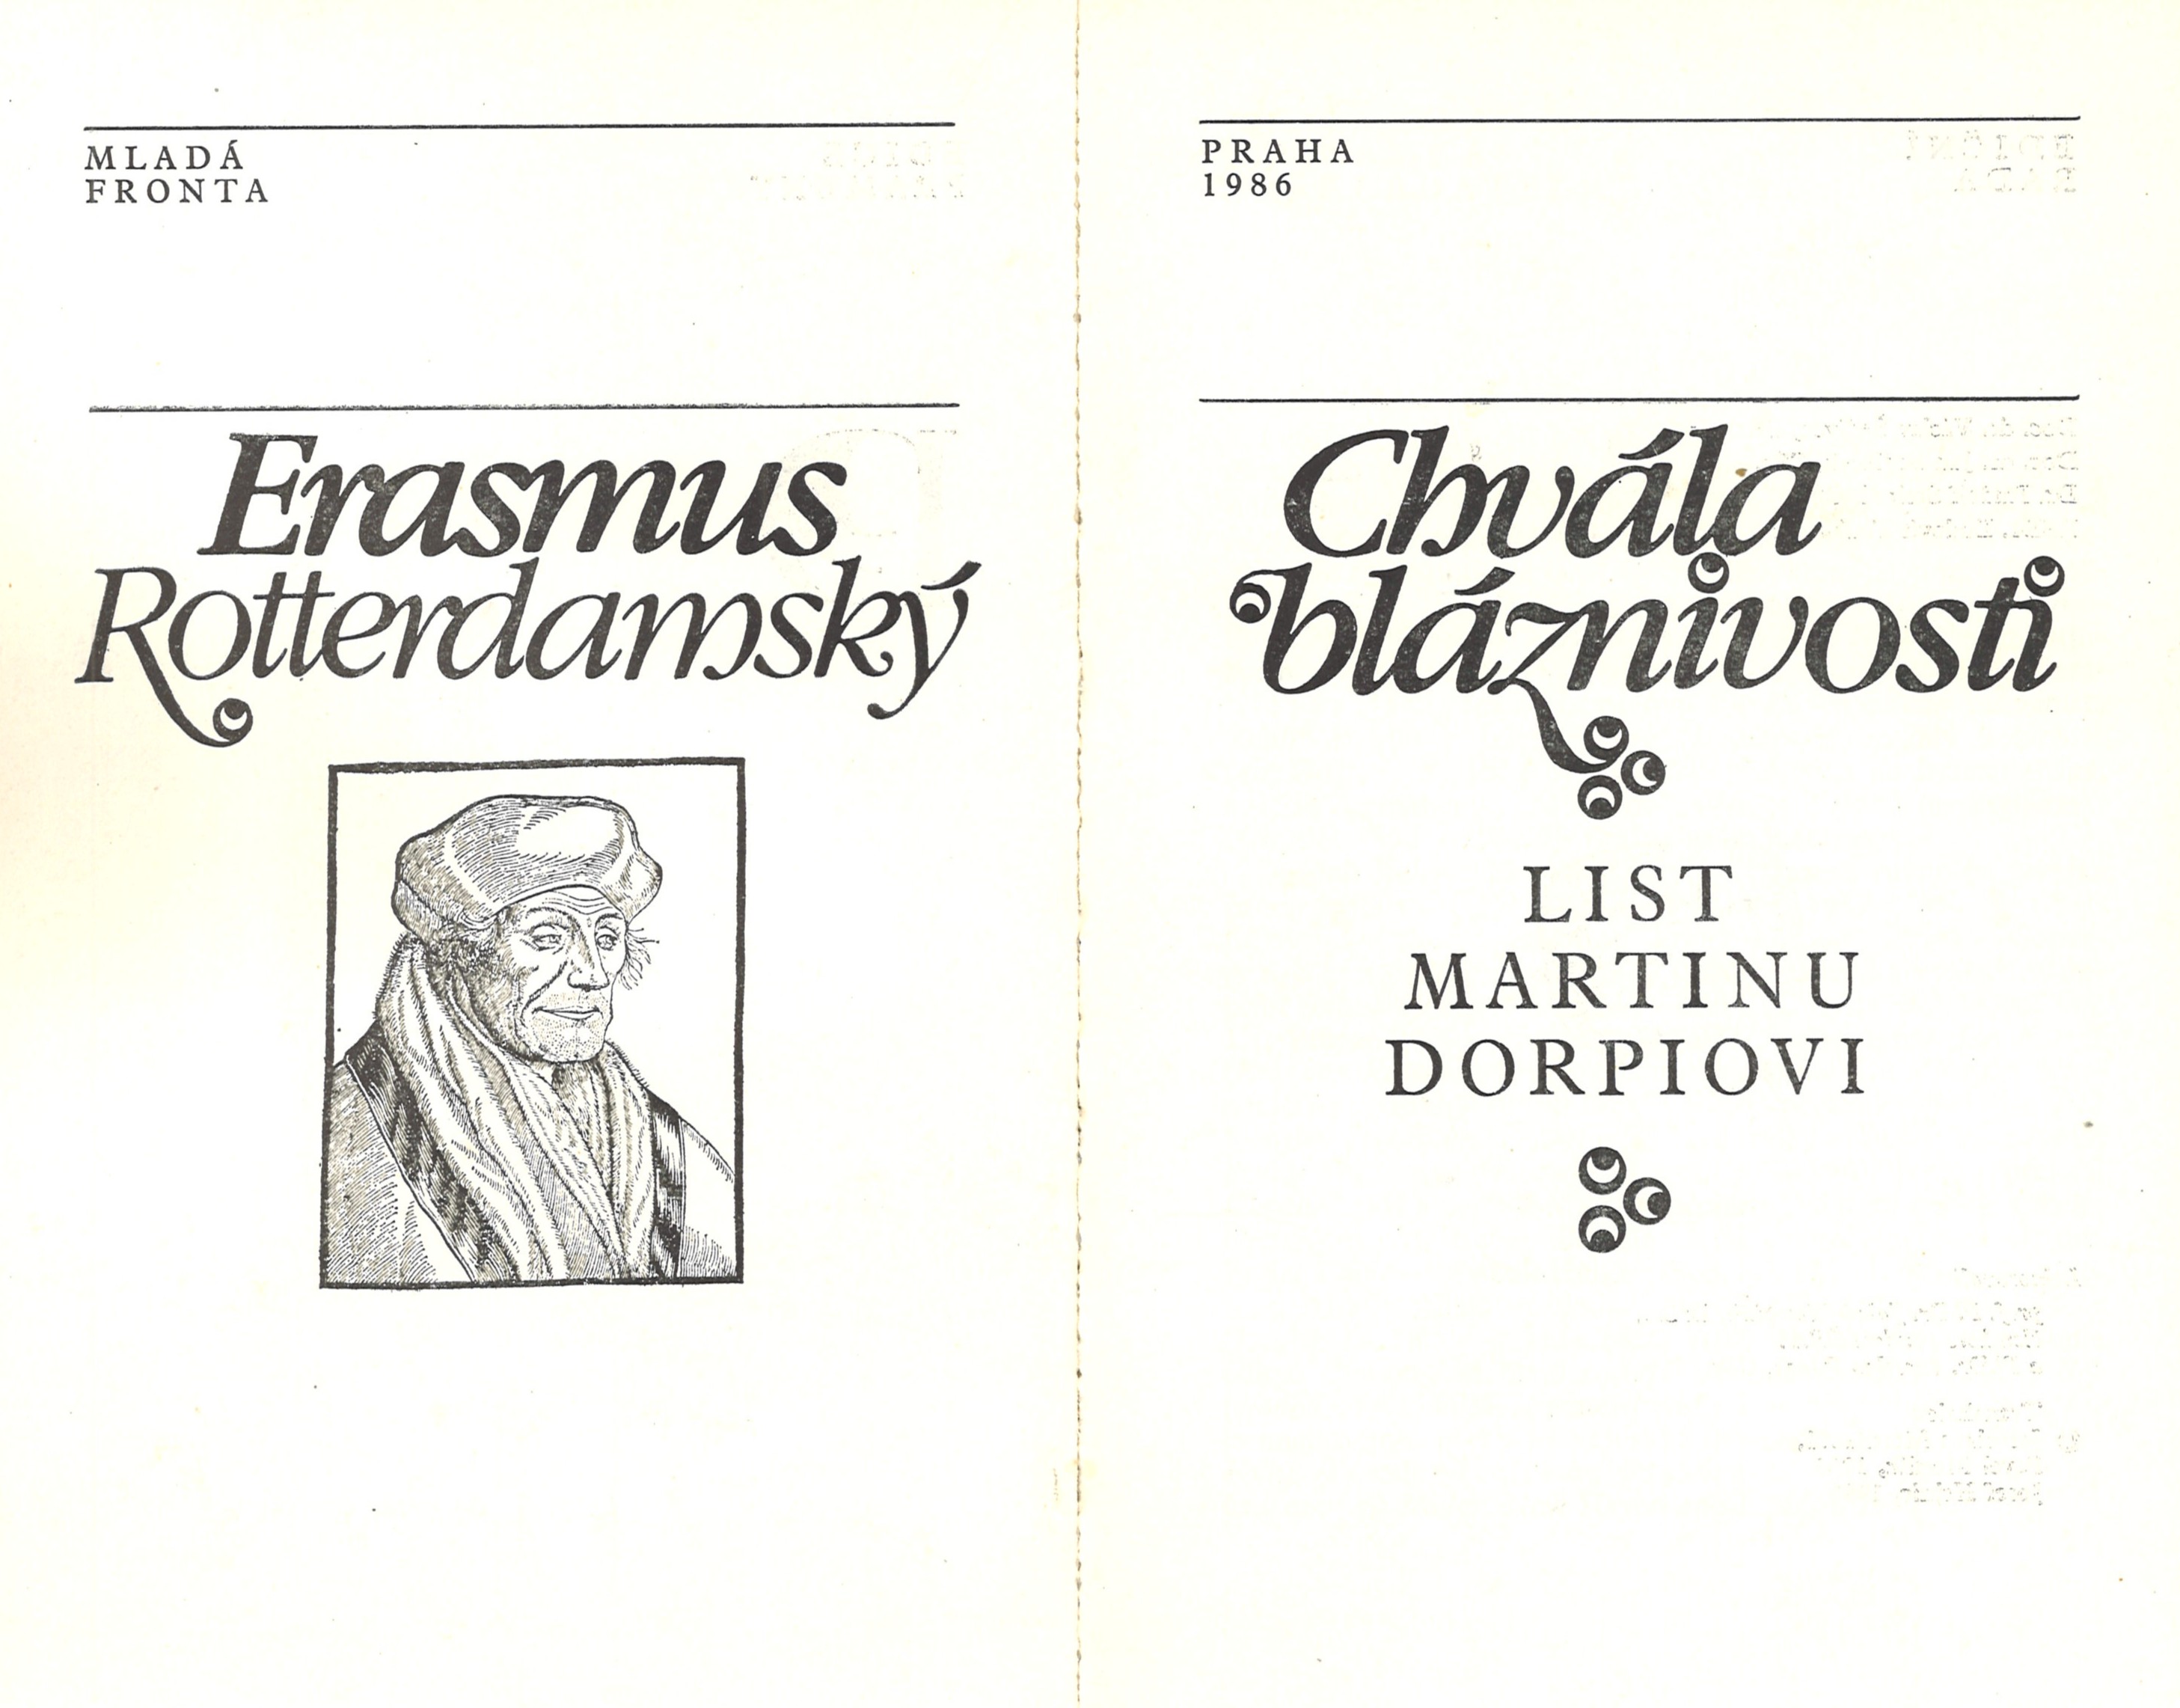 MLADÁ
FRONTA
Erasmus
Rotterdamský
PRAHA
1986
Chvála
bláznivosti
LIST
MARTINU
DORPIOVI